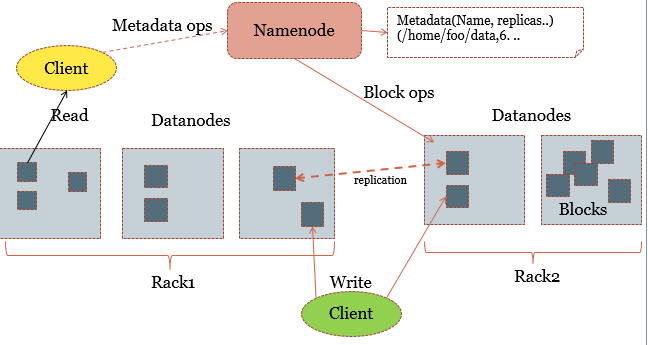 Metadata ops
Namenode
Metadata(Name, replicas..)
(/home/foo/data,6. ..
Client
Block ops
Read
Datanodes
Datanodes
replication
Blocks
Rack1
Write
Rack2
Client